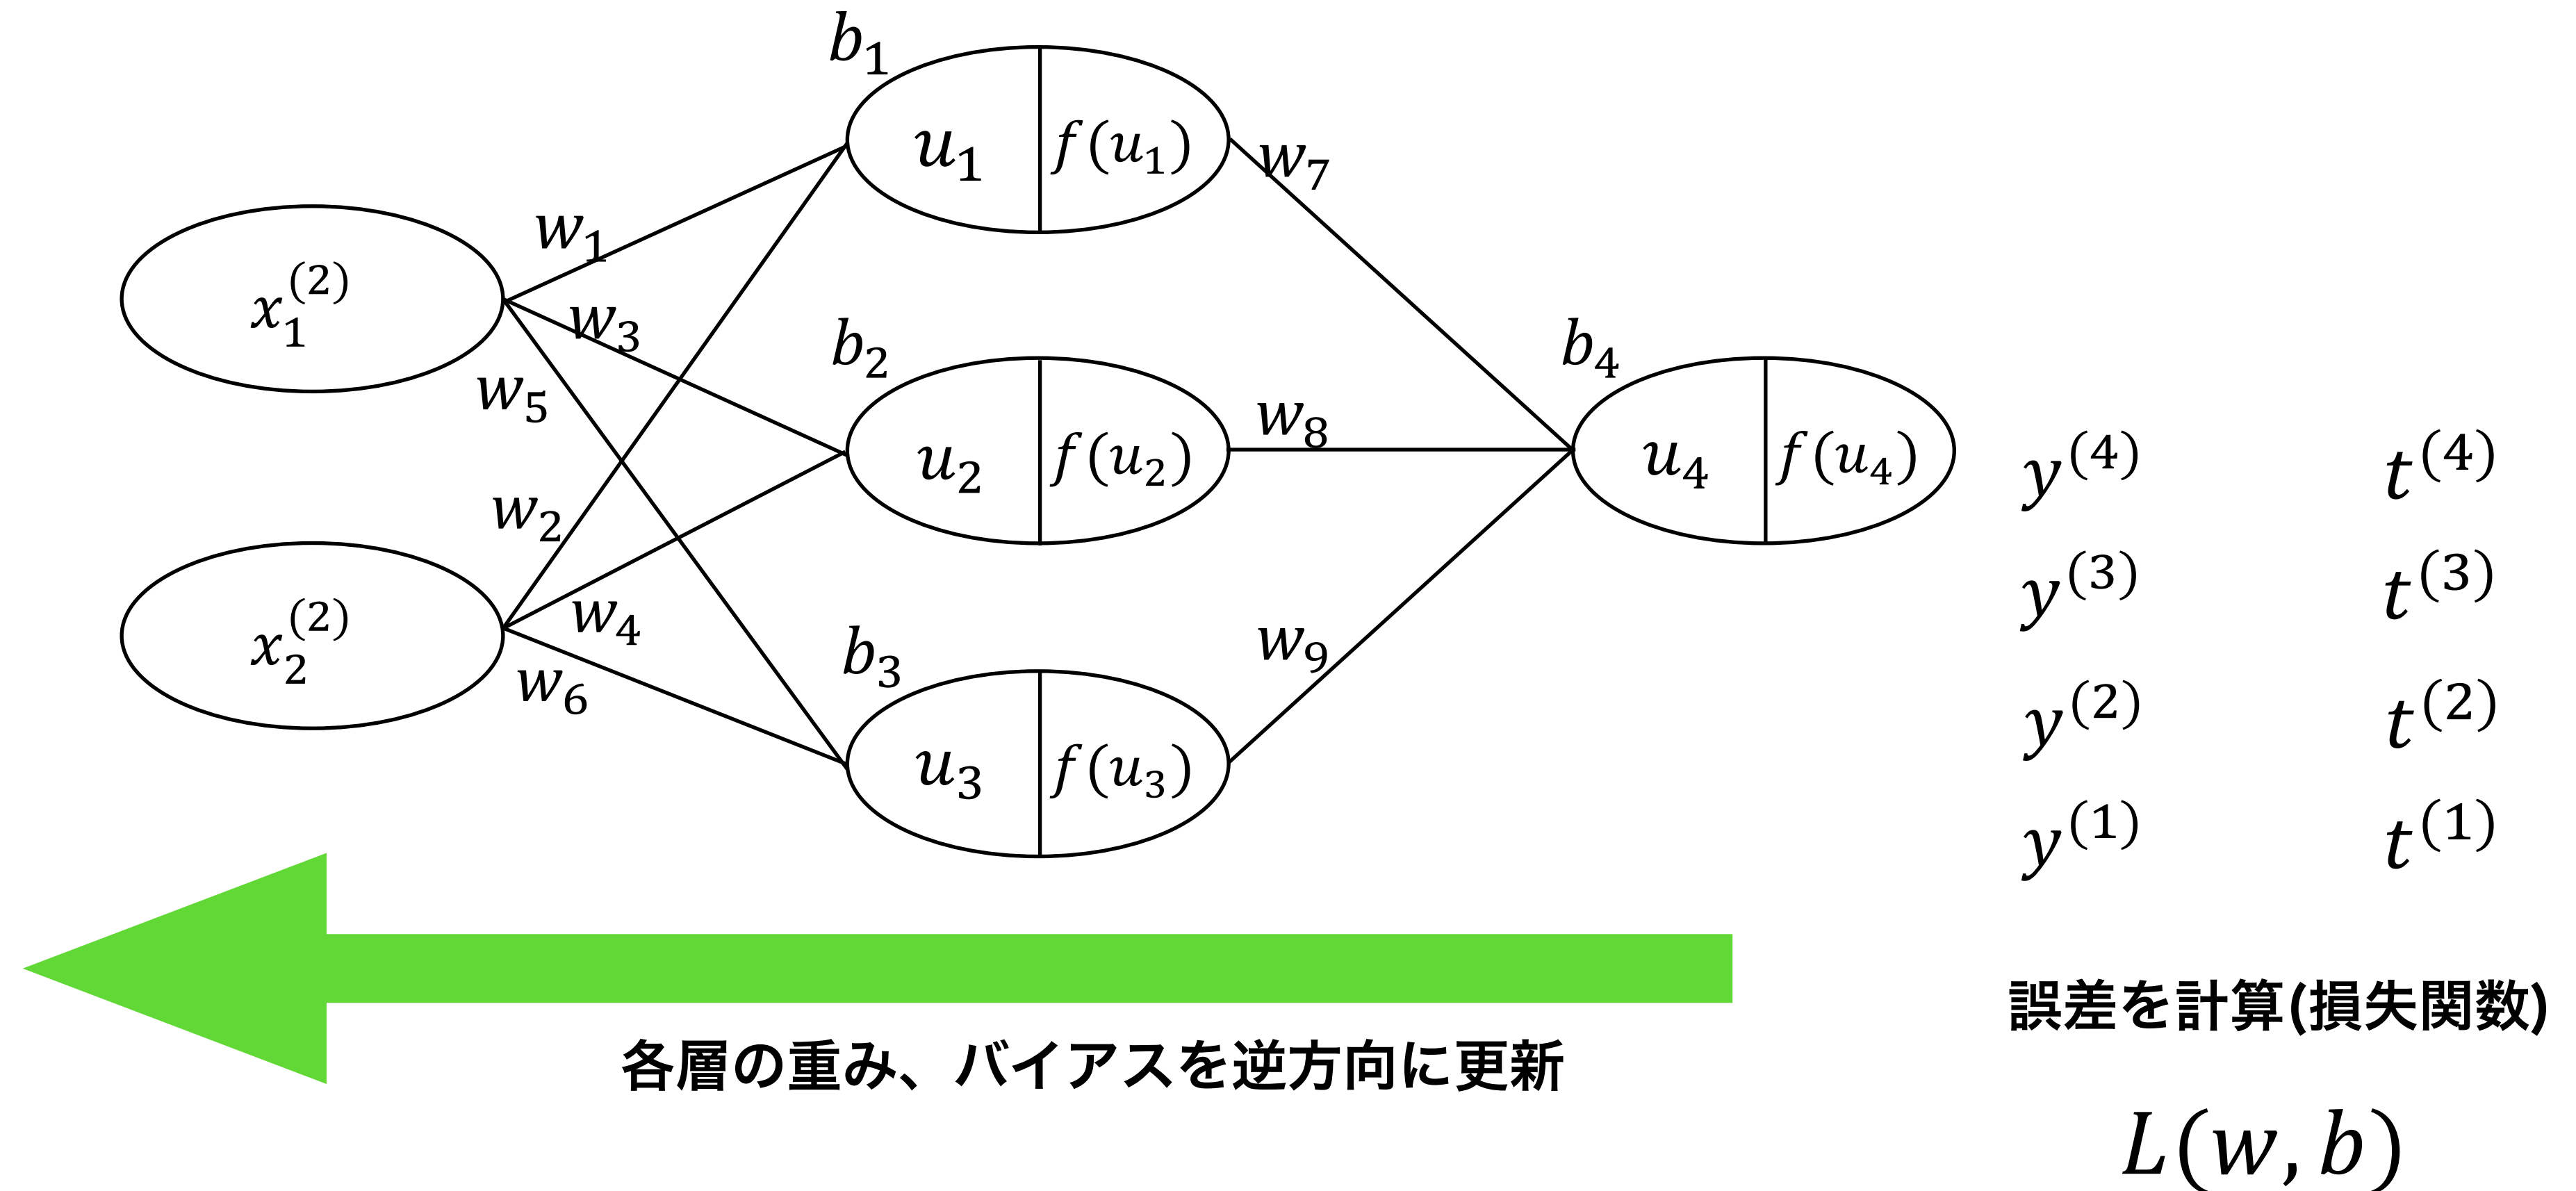 b₁
u₁ f(u₁)
w₇
w₁
x₁⁽²⁾
w₃
b₂
b₄
w₅
u₂ f(u₂)
w₈
u₄ f(u₄)
y⁽⁴⁾ t⁽⁴⁾
w₂
y⁽³⁾ t⁽³⁾
x₂⁽²⁾
w₄
b₃
w₉
w₆
y⁽²⁾ t⁽²⁾
u₃ f(u₃)
y⁽¹⁾ t⁽¹⁾
誤差を計算(損失関数)
各層の重み、バイアスを逆方向に更新
L(w, b)